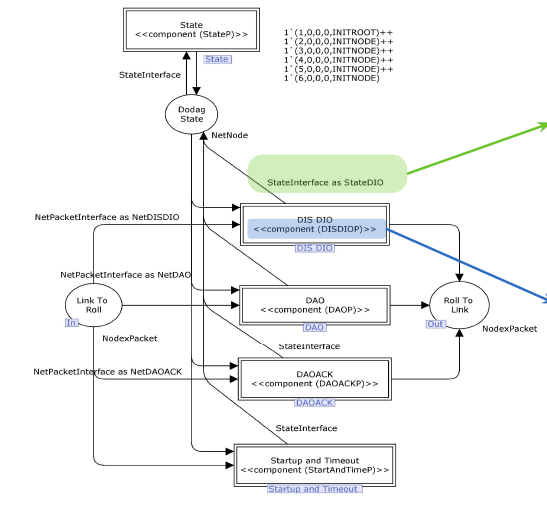 State
<<component (StateP)>>
State
1`(1,0,0,0,INITROOT)++
1`(2,0,0,0,INITNODE)++
1`(3,0,0,0,INITNODE)++
1`(4,0,0,0,INITNODE)++
1`(5,0,0,0,INITNODE)++
1`(6,0,0,0,INITNODE)
StateInterface
Dodag
State
NetNode
StateInterface as StateDIO
NetPacketInterface as NetDISDIO
DIS DIO
<<component (DISDIOP)>>
DIS DIO
NetPacketInterface as NetDAO
Link To
Roll
In
DAO
<<component (DAOP)>>
DAO
Roll To
Link
Out
NodexPacket
NodexPacket
StateInterface
NetPacketInterface as NetDAOACK
DAOACK
<<component (DAOACKP)>>
DAOACK
StateInterface
Startup and Timeout
<<component (StartAndTimeP)>>
Startup and Timeout